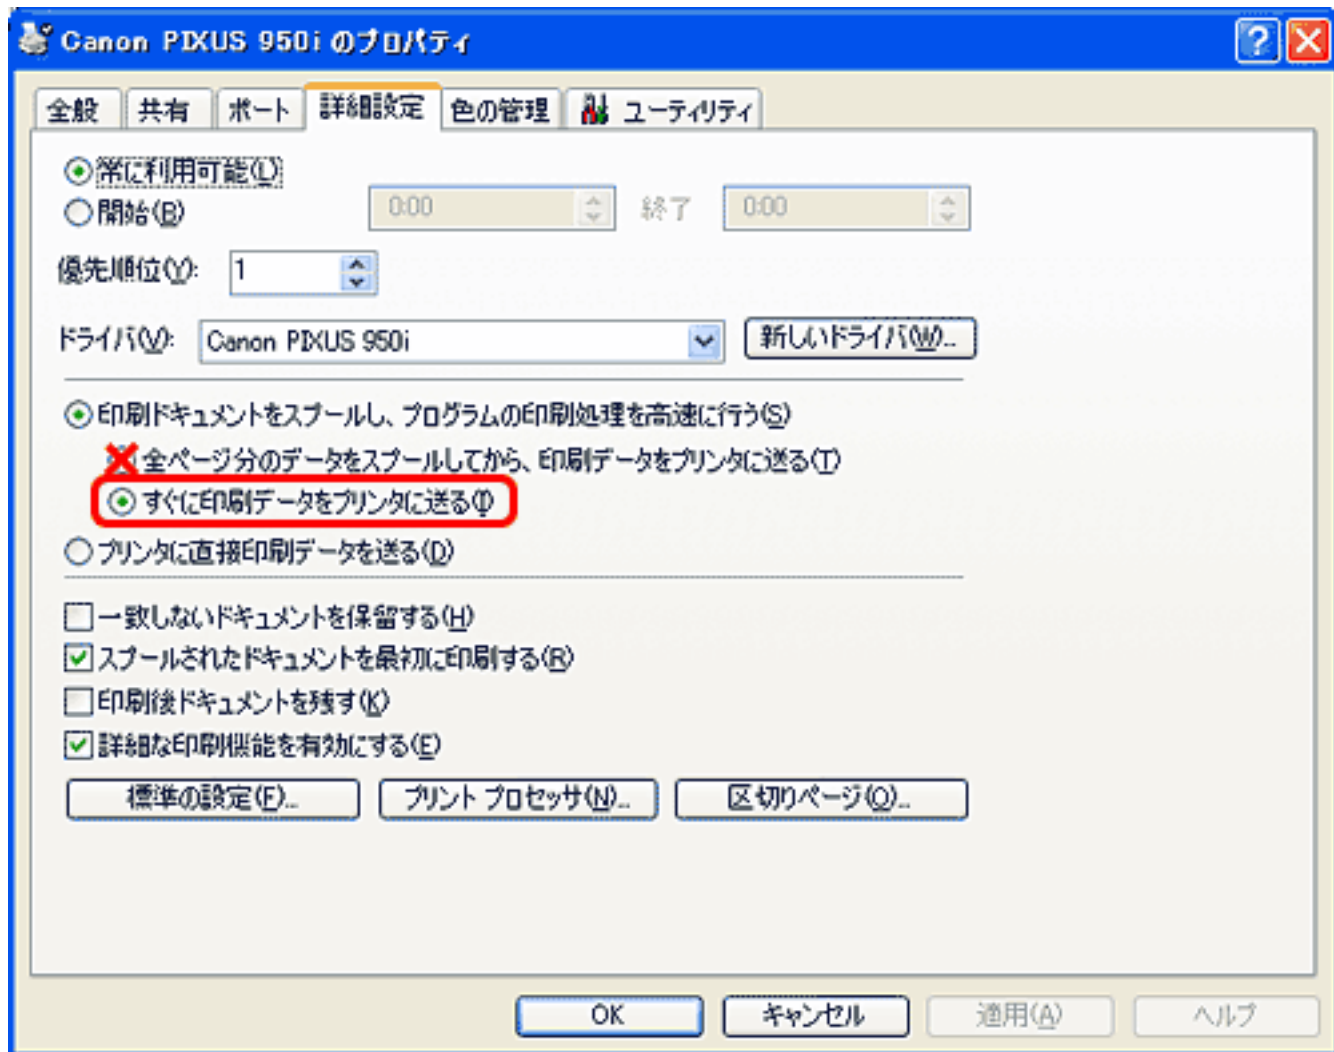 Canon PIXUS 950i のプロパティ
全般 共有 ポート 詳細設定 色の管理 ユーティリティ
常に利用可能(L)
開始(B) 0:00 終了 0:00
優先順位(Y): 1
ドライバ(V): Canon PIXUS 950i 新しいドライバ(W)...
印刷ドキュメントをスプールし、プログラムの印刷処理を高速に行う(S)
全ページ分のデータをスプールしてから、印刷データをプリンタに送る(T)
すぐに印刷データをプリンタに送る(I)
プリンタに直接印刷データを送る(D)
一致しないドキュメントを保留する(H)
スプールされたドキュメントを最初に印刷する(R)
印刷後ドキュメントを残す(K)
詳細な印刷機能を有効にする(E)
標準の設定(F)... プリント プロセッサ(N)... 区切りページ(O)...
OK キャンセル 適用(A) ヘルプ